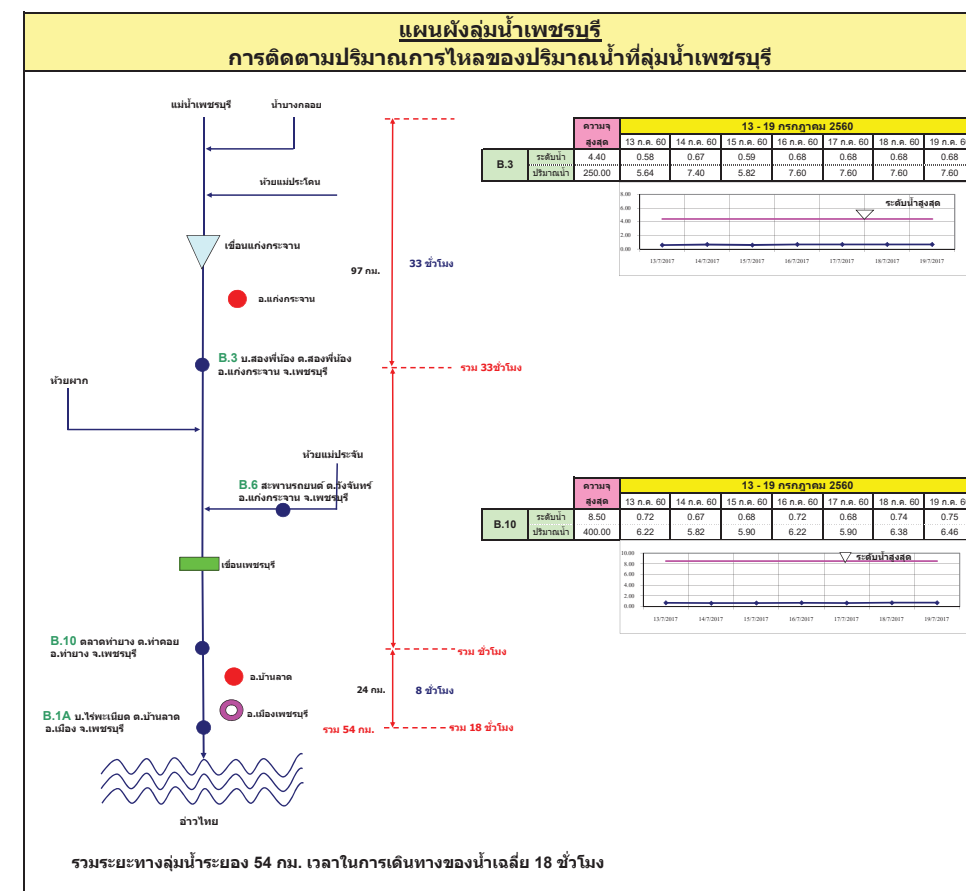 แผนผังลุ่มน้ำเพชรบุรี
การติดตามปริมาณการไหลของปริมาณน้ำที่ลุ่มน้ำเพชรบุรี
แม่น้ำเพชรบุรี
น้ำบางกลอย
ห้วยแม่ประโดน
เขื่อนแก่งกระจาน
97 กม.
33 ชั่วโมง
อ.แก่งกระจาน
ความจุ
13 - 19 กรกฎาคม 2560
สูงสุด 13 ก.ค. 60 14 ก.ค. 60 15 ก.ค. 60 16 ก.ค. 60 17 ก.ค. 60 18 ก.ค. 60 19 ก.ค. 60
B.3
ระดับน้ำ 4.40 0.58 0.67 0.59 0.68 0.68 0.68 0.68
ปริมาณน้ำ 250.00 5.64 7.40 5.82 7.60 7.60 7.60 7.60
ระดับน้ำสูงสุด
8.00
6.00
4.00
2.00
0.00
13/7/2017 14/7/2017 15/7/2017 16/7/2017 17/7/2017 18/7/2017 19/7/2017
B.3 บ.สองพี่น้อง ต.สองพี่น้อง
อ.แก่งกระจาน จ.เพชรบุรี
รวม 33ชั่วโมง
ห้วยผาก
ห้วยแม่ประจัน
B.6 สะพานรถยนต์ ต.วังจันทร์
อ.แก่งกระจาน จ.เพชรบุรี
ความจุ
13 - 19 กรกฎาคม 2560
สูงสุด 13 ก.ค. 60 14 ก.ค. 60 15 ก.ค. 60 16 ก.ค. 60 17 ก.ค. 60 18 ก.ค. 60 19 ก.ค. 60
B.10
ระดับน้ำ 8.50 0.72 0.67 0.68 0.72 0.68 0.74 0.75
ปริมาณน้ำ 400.00 6.22 5.82 5.90 6.22 5.90 6.38 6.46
ระดับน้ำสูงสุด
10.00
8.00
6.00
4.00
2.00
0.00
13/7/2017 14/7/2017 15/7/2017 16/7/2017 17/7/2017 18/7/2017 19/7/2017
เขื่อนเพชรบุรี
B.10 ตลาดท่ายาง ต.ท่าคอย
อ.ท่ายาง จ.เพชรบุรี
รวม ชั่วโมง
อ.บ้านลาด
24 กม.
8 ชั่วโมง
B.1A บ.ไร่พะเนียด ต.บ้านลาด
อ.เมือง จ.เพชรบุรี
อ.เมืองเพชรบุรี
รวม 54 กม.
รวม 18 ชั่วโมง
อ่าวไทย
รวมระยะทางลุ่มน้ำระยอง 54 กม. เวลาในการเดินทางของน้ำเฉลี่ย 18 ชั่วโมง